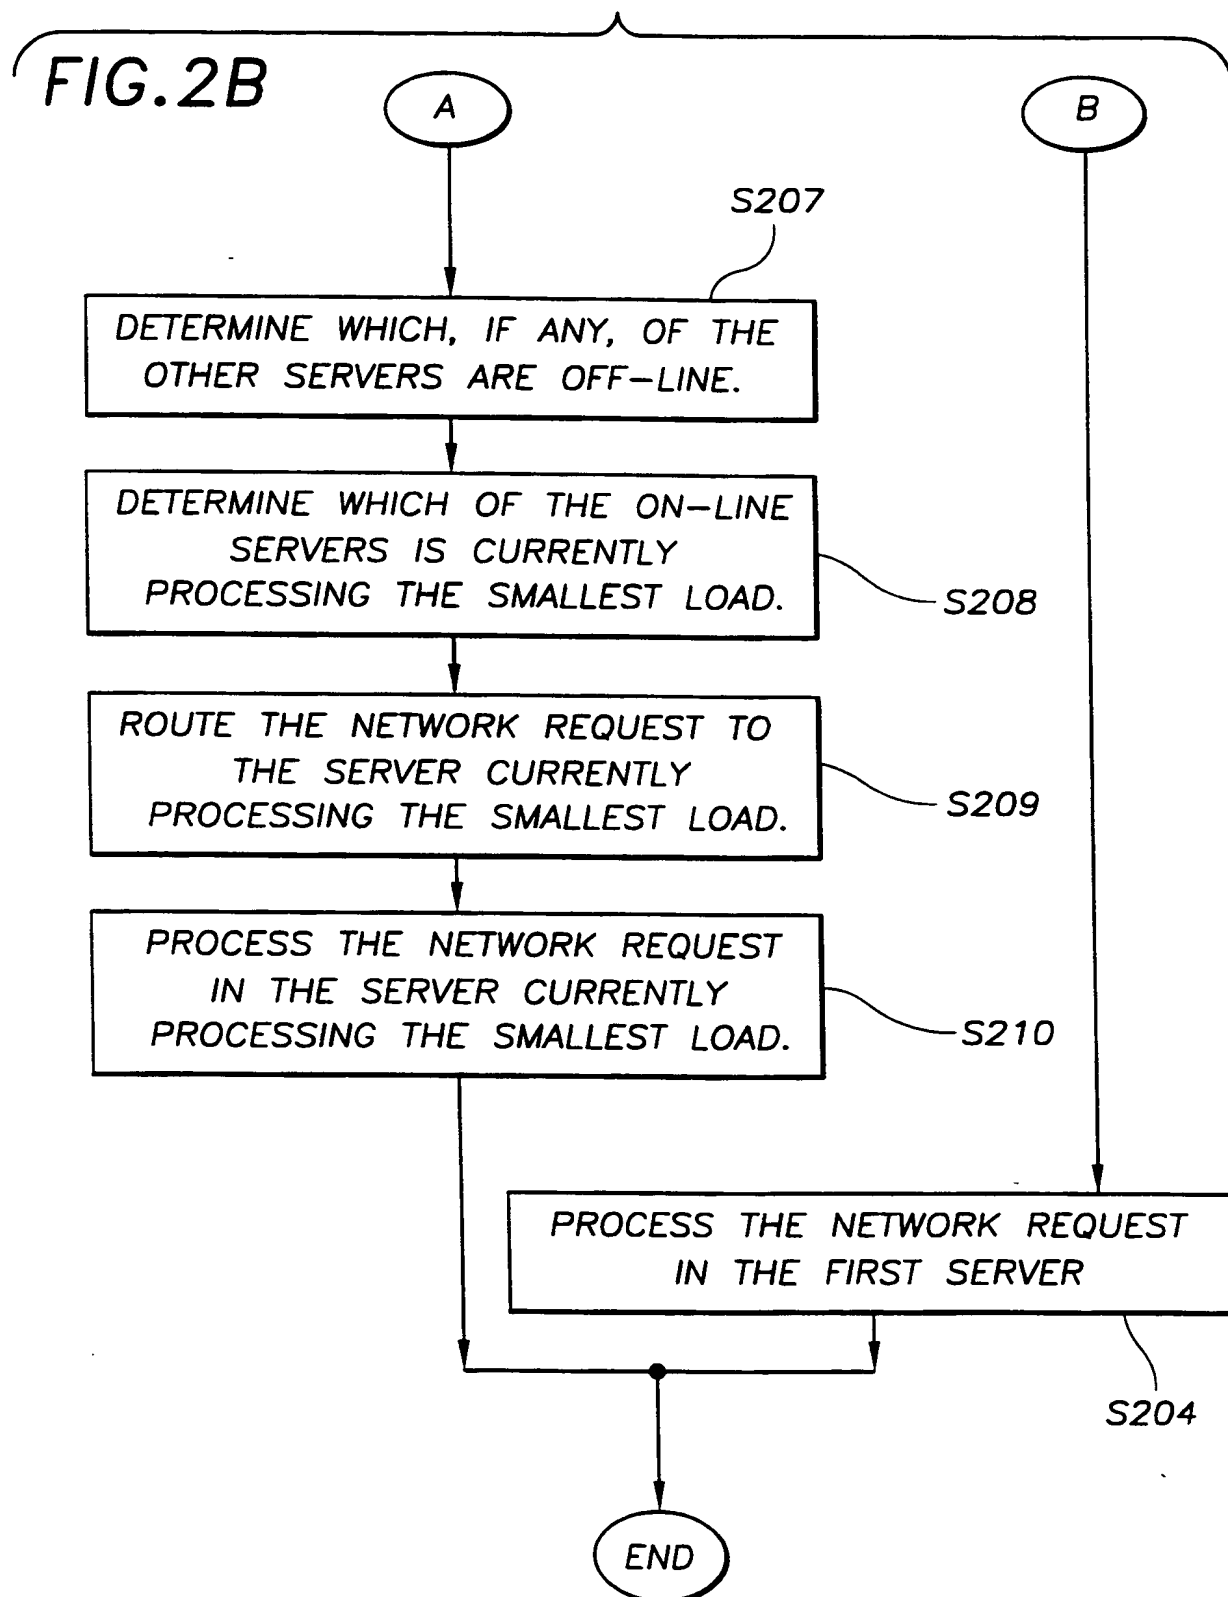 FIG.2B
A
B
S207
DETERMINE WHICH, IF ANY, OF THE
OTHER SERVERS ARE OFF-LINE.
DETERMINE WHICH OF THE ON-LINE
SERVERS IS CURRENTLY
PROCESSING THE SMALLEST LOAD.
S208
ROUTE THE NETWORK REQUEST TO
THE SERVER CURRENTLY
PROCESSING THE SMALLEST LOAD.
S209
PROCESS THE NETWORK REQUEST
IN THE SERVER CURRENTLY
PROCESSING THE SMALLEST LOAD.
S210
PROCESS THE NETWORK REQUEST
IN THE FIRST SERVER
S204
END